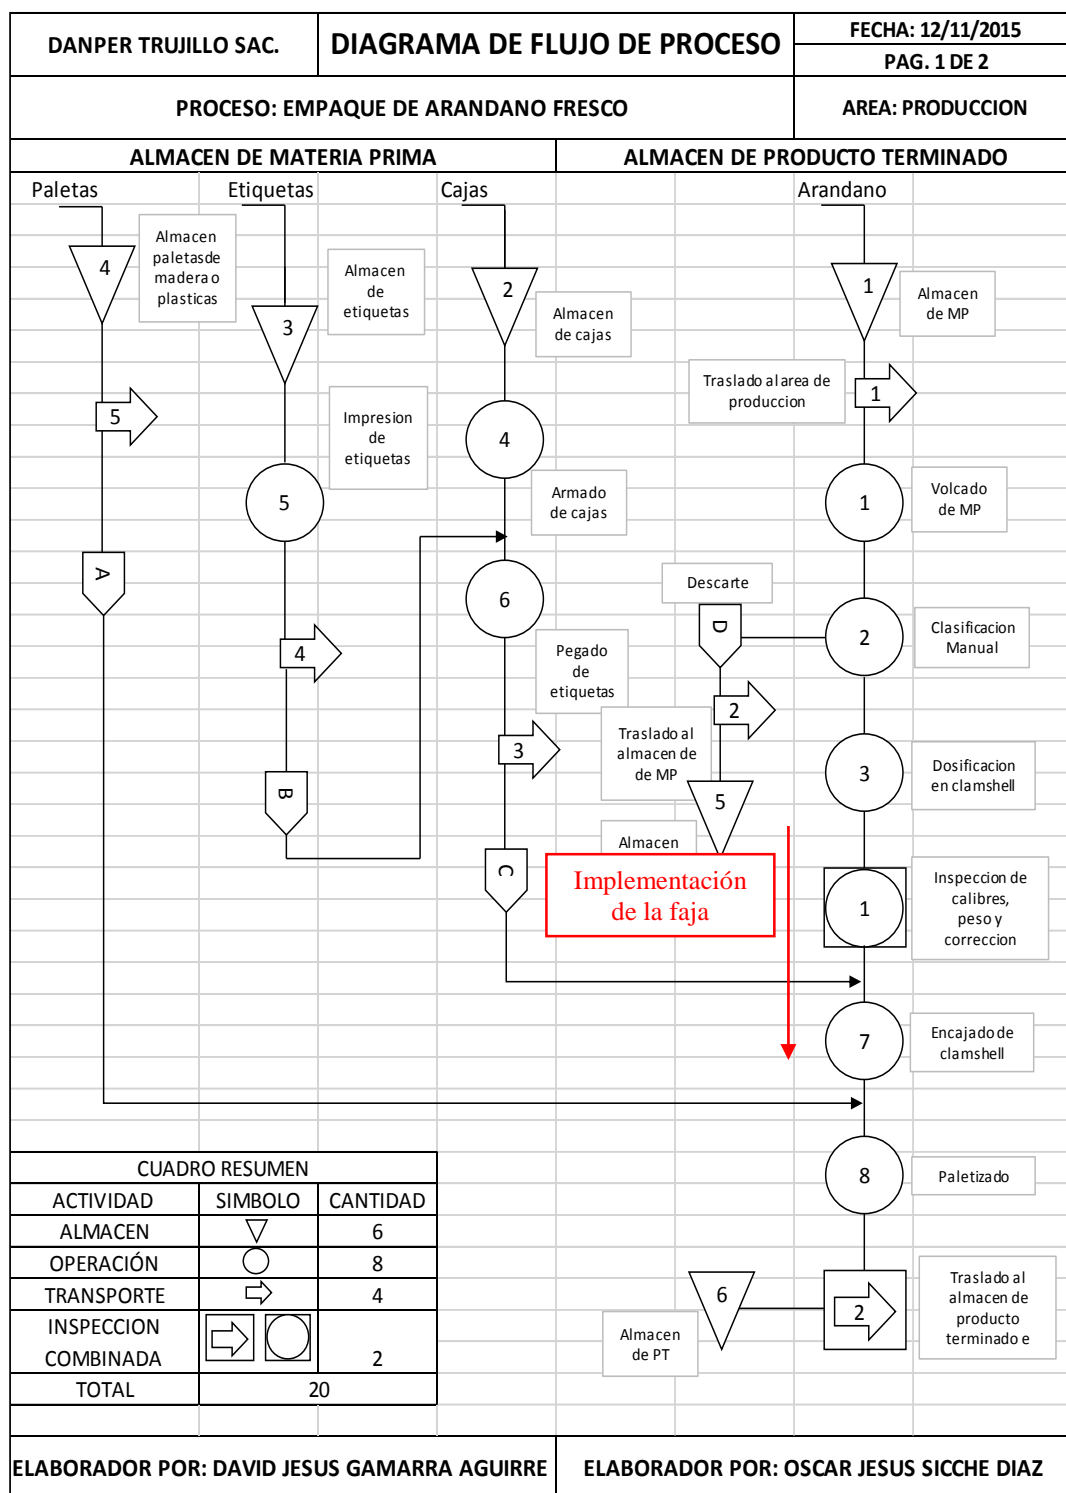 DANPER TRUJILLO SAC.
DIAGRAMA DE FLUJO DE PROCESO
FECHA: 12/11/2015
PAG. 1 DE 2
PROCESO: EMPAQUE DE ARANDANO FRESCO
AREA: PRODUCCION
ALMACEN DE MATERIA PRIMA
ALMACEN DE PRODUCTO TERMINADO
Paletas
Etiquetas
Cajas
Arandano
4
Almacen
paletas de
madera o
plasticas
3
Almacen
de
etiquetas
2
Almacen
de cajas
1
Almacen
de MP
Traslado al area de
produccion
1
5
Impresion
de
etiquetas
4
5
Armado
de cajas
1
Volcado
de MP
A
6
Descarte
D
2
Clasificacion
Manual
4
Pegado
de
etiquetas
2
Traslado al
almacen de
de MP
3
3
Dosificacion
en clamshell
B
5
Almacen
C
Implementación
de la faja
1
Inspeccion de
calibres,
peso y
correccion
7
Encajado de
clamshell
8
Paletizado
6
Almacen
de PT
2
Traslado al
almacen de
producto
terminado e
CUADRO RESUMEN
ACTIVIDAD SIMBOLO CANTIDAD
ALMACEN 6
OPERACIÓN 8
TRANSPORTE 4
INSPECCION
COMBINADA 2
TOTAL 20
ELABORADOR POR: DAVID JESUS GAMARRA AGUIRRE
ELABORADOR POR: OSCAR JESUS SICCHE DIAZ